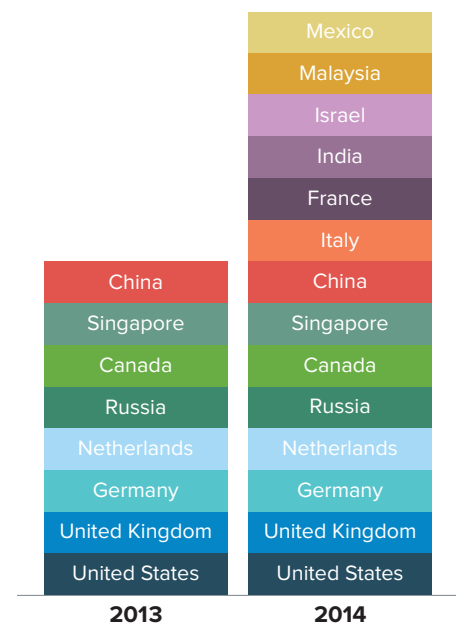 Mexico
Malaysia
Israel
India
France
Italy
China
China
Singapore
Singapore
Canada
Canada
Russia
Russia
Netherlands
Netherlands
Germany
Germany
United Kingdom
United Kingdom
United States
United States
2013
2014